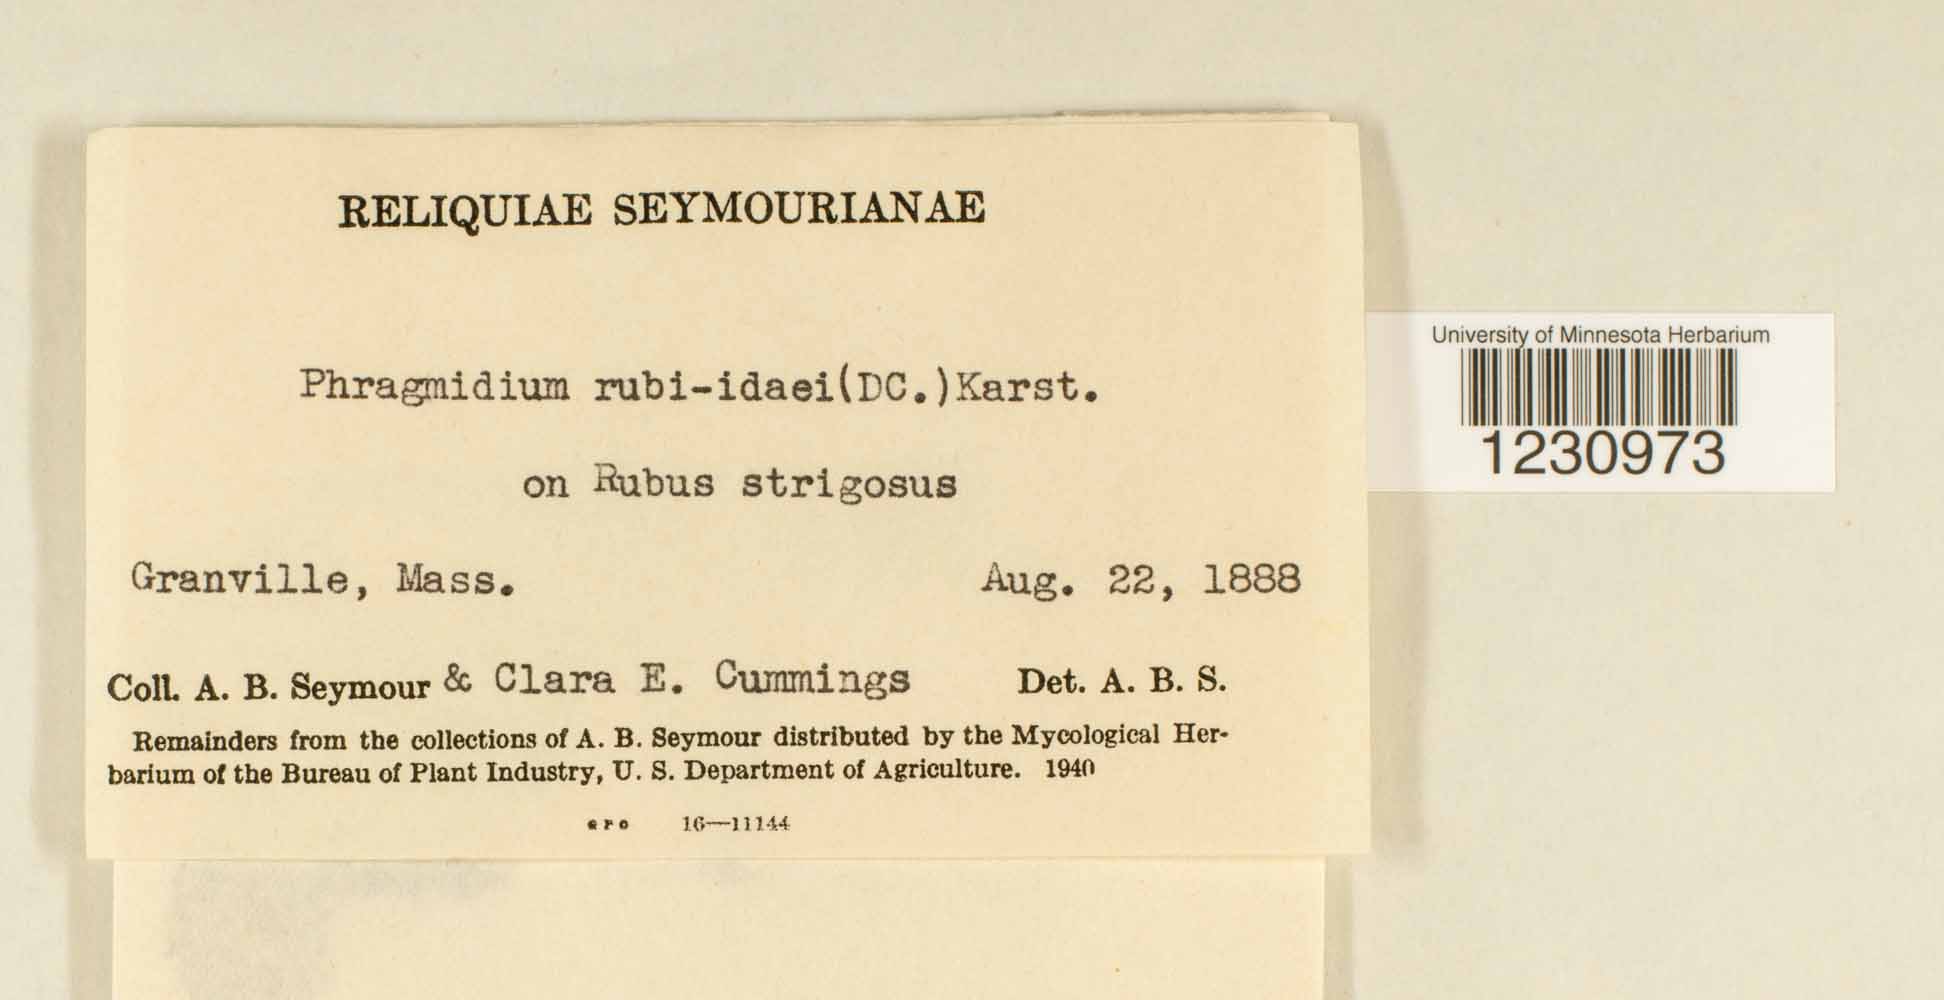 RELIQUIAE SEYMOURIANAE
Phragmidium rubi-idaei(DC.)Karst.
on Rubus strigosus
Granville, Mass. Aug. 22, 1888
Coll. A. B. Seymour & Clara E. Cummings Det. A. B. S.
Remainders from the collections of A. B. Seymour distributed by the Mycological Her-
barium of the Bureau of Plant Industry, U. S. Department of Agriculture. 1940
GPO 16—11144
University of Minnesota Herbarium
1230973